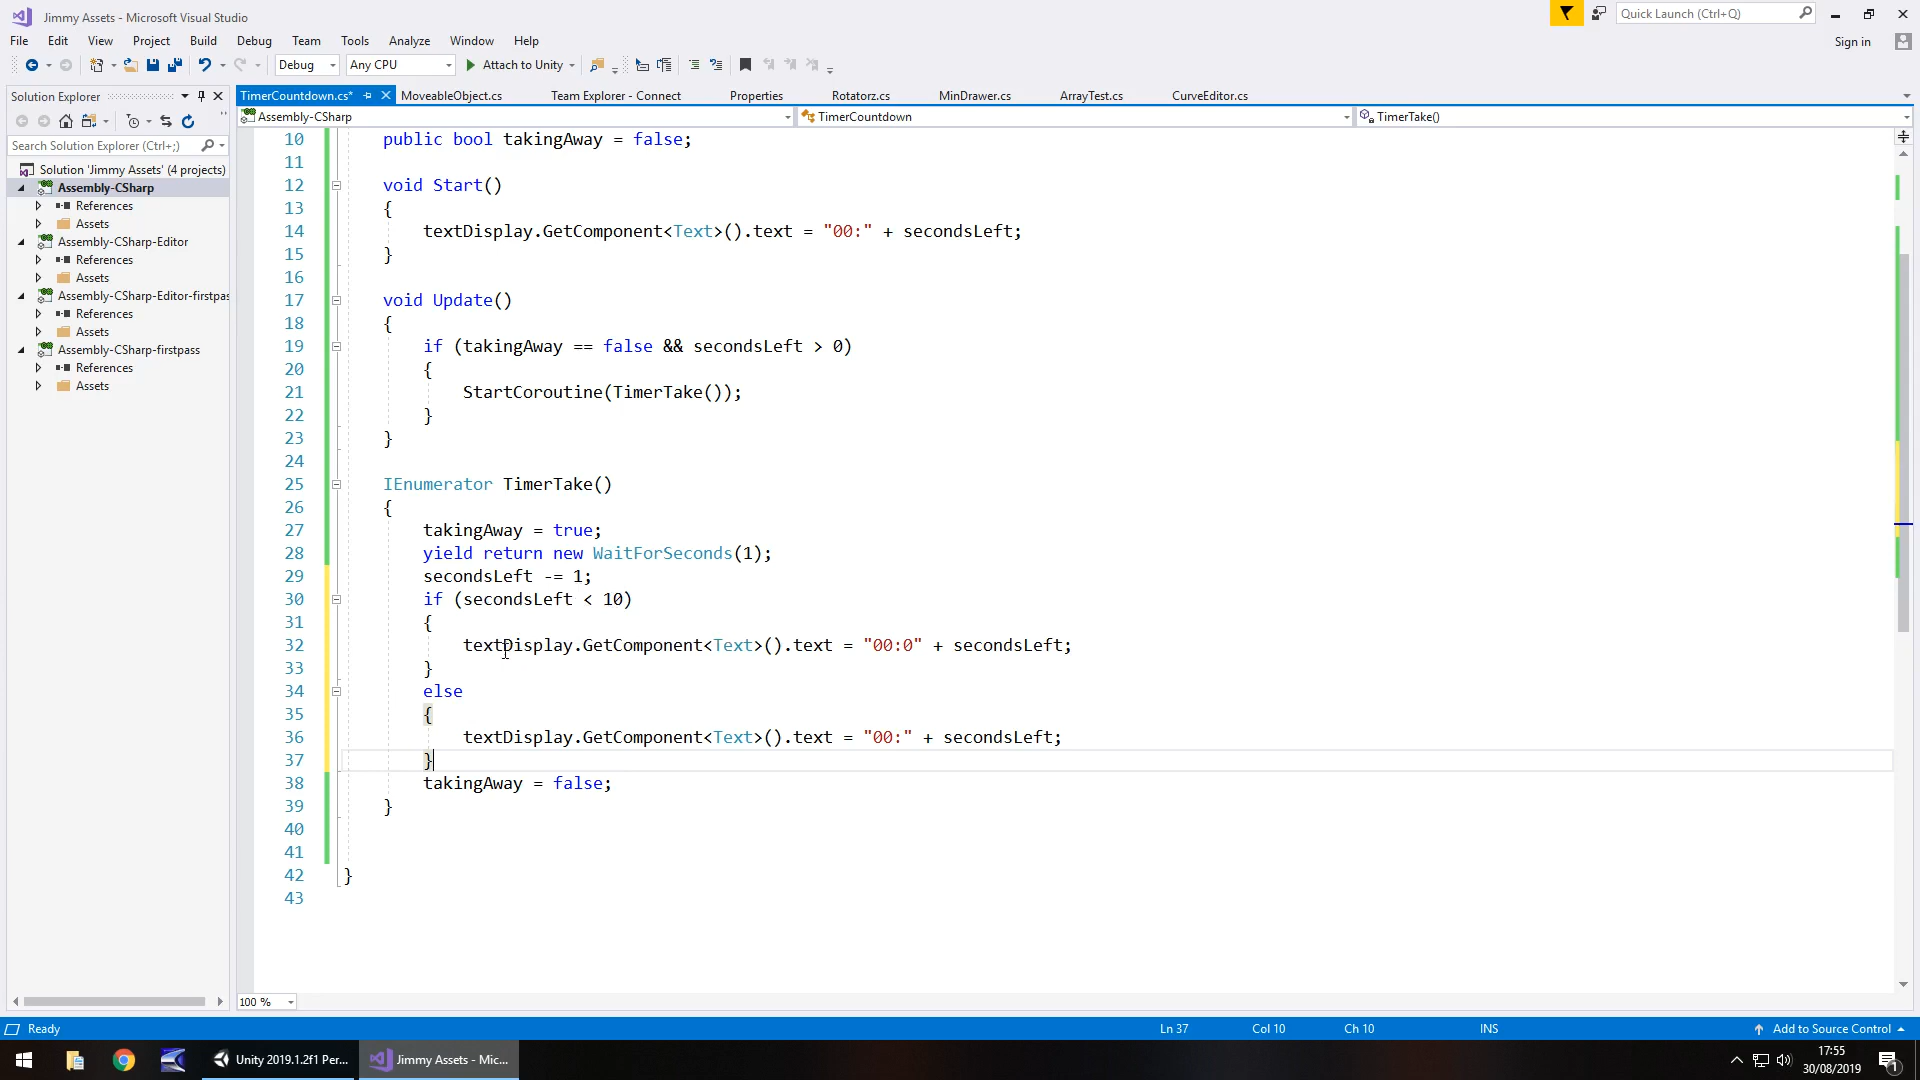 Jimmy Assets - Microsoft Visual Studio
Quick Launch (Ctrl+Q)
File Edit View Project Build Debug Team Tools Analyze Window Help
Sign in
Debug Any CPU Attach to Unity
Solution Explorer
TimerCountdown.cs* MoveableObject.cs Team Explorer - Connect Properties Rotatorz.cs MinDrawer.cs ArrayTest.cs CurveEditor.cs
Assembly-CSharp TimerCountdown TimerTake()
Search Solution Explorer (Ctrl+;)
Solution 'Jimmy Assets' (4 projects)
Assembly-CSharp
References
Assets
Assembly-CSharp-Editor
References
Assets
Assembly-CSharp-Editor-firstpas
References
Assets
Assembly-CSharp-firstpass
References
Assets
10 public bool takingAway = false;
11
12 void Start()
13 {
14 textDisplay.GetComponent<Text>().text = "00:" + secondsLeft;
15 }
16
17 void Update()
18 {
19 if (takingAway == false && secondsLeft > 0)
20 {
21 StartCoroutine(TimerTake());
22 }
23 }
24
25 IEnumerator TimerTake()
26 {
27 takingAway = true;
28 yield return new WaitForSeconds(1);
29 secondsLeft -= 1;
30 if (secondsLeft < 10)
31 {
32 textDisplay.GetComponent<Text>().text = "00:0" + secondsLeft;
33 }
34 else
35 {
36 textDisplay.GetComponent<Text>().text = "00:" + secondsLeft;
37 }
38 takingAway = false;
39 }
40
41
42 }
43
100 %
Ready Ln 37 Col 10 Ch 10 INS Add to Source Control
Unity 2019.1.2f1 Per... Jimmy Assets - Mic...
17:55
30/08/2019
1